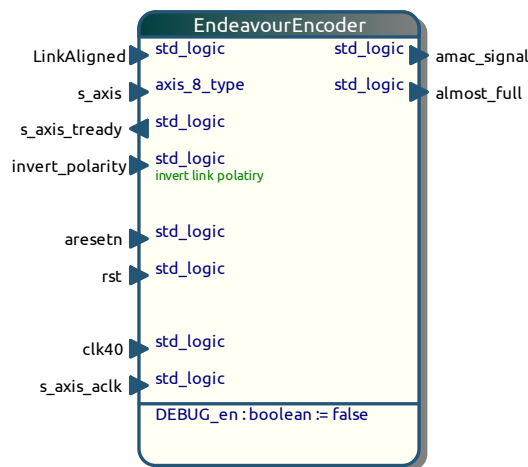 EndeavourEncoder
LinkAligned std_logic std_logic amac_signal
s_axis axis_8_type std_logic almost_full
s_axis_tready std_logic
invert_polarity std_logic
invert link polatiry
aresetn std_logic
rst std_logic
clk40 std_logic
s_axis_aclk std_logic
DEBUG_en : boolean := false